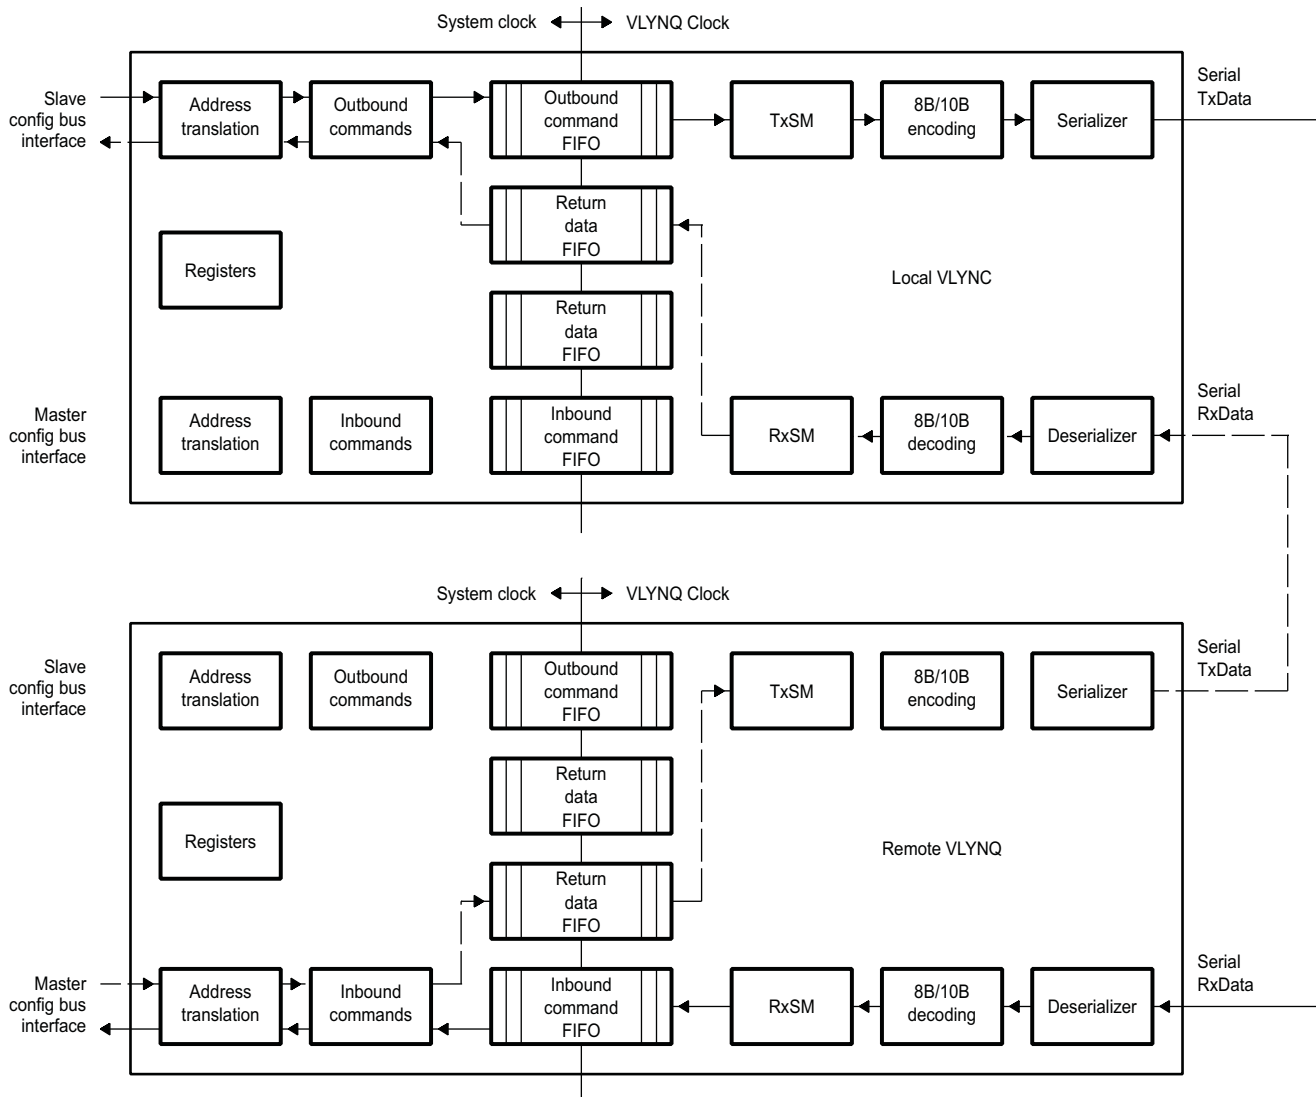 System clock
VLYNQ Clock
Slave
config bus
interface
Address
translation
Outbound
commands
Outbound
command
FIFO
TxSM
8B/10B
encoding
Serializer
Serial
TxData
Return
data
FIFO
Registers
Local VLYNC
Return
data
FIFO
Master
config bus
interface
Address
translation
Inbound
commands
Inbound
command
FIFO
RxSM
8B/10B
decoding
Deserializer
Serial
RxData
System clock
VLYNQ Clock
Slave
config bus
interface
Address
translation
Outbound
commands
Outbound
command
FIFO
TxSM
8B/10B
encoding
Serializer
Serial
TxData
Return
data
FIFO
Registers
Remote VLYNQ
Return
data
FIFO
Master
config bus
interface
Address
translation
Inbound
commands
Inbound
command
FIFO
RxSM
8B/10B
decoding
Deserializer
Serial
RxData